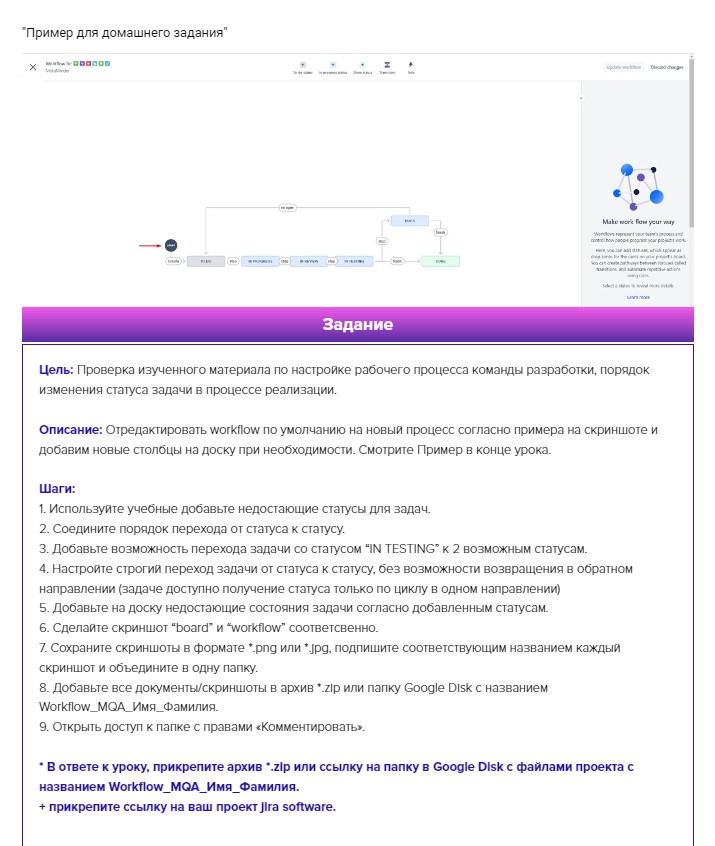 "Пример для домашнего задания"
Workflow for
MetaMinder
To-do status In-progress status Done status Transition Rule
Update workflow Discard changes
Re open
BUGFIX
Finish
Stop
START
Create TO DO Play IN PROGRESS Stop IN REVIEW Stop IN TESTING Finish DONE
Make work flow your way
Workflows represent your team's process and
control how people progress your project's work.
Here, you can add statuses, which appear as
drop zones for the cards on your project's board.
You can create pathways between statuses called
transitions, and automate repetitive actions
using rules.
Select a status to reveal more details.
Learn more
Задание
Цель: Проверка изученного материала по настройке рабочего процесса команды разработки, порядок
изменения статуса задачи в процессе реализации.
Описание: Отредактировать workflow по умолчанию на новый процесс согласно примера на скриншоте и
добавим новые столбцы на доску при необходимости. Смотрите Пример в конце урока.
Шаги:
1. Используйте учебные добавьте недостающие статусы для задач.
2. Соедините порядок перехода от статуса к статусу.
3. Добавьте возможность перехода задачи со статусом “IN TESTING” к 2 возможным статусам.
4. Настройте строгий переход задачи от статуса к статусу, без возможности возвращения в обратном
направлении (задаче доступно получение статуса только по циклу в одном направлении)
5. Добавьте на доску недостающие состояния задачи согласно добавленным статусам.
6. Сделайте скриншот “board” и “workflow” соответсвенно.
7. Сохраните скриншоты в формате *.png или *.jpg, подпишите соответствующим названием каждый
скриншот и объедините в одну папку.
8. Добавьте все документы/скриншоты в архив *.zip или папку Google Disk с названием
Workflow_MQA_Имя_Фамилия.
9. Открыть доступ к папке с правами «Комментировать».
* В ответе к уроку, прикрепите архив *.zip или ссылку на папку в Google Disk с файлами проекта с
названием Workflow_MQA_Имя_Фамилия.
+ прикрепите ссылку на ваш проект jira software.